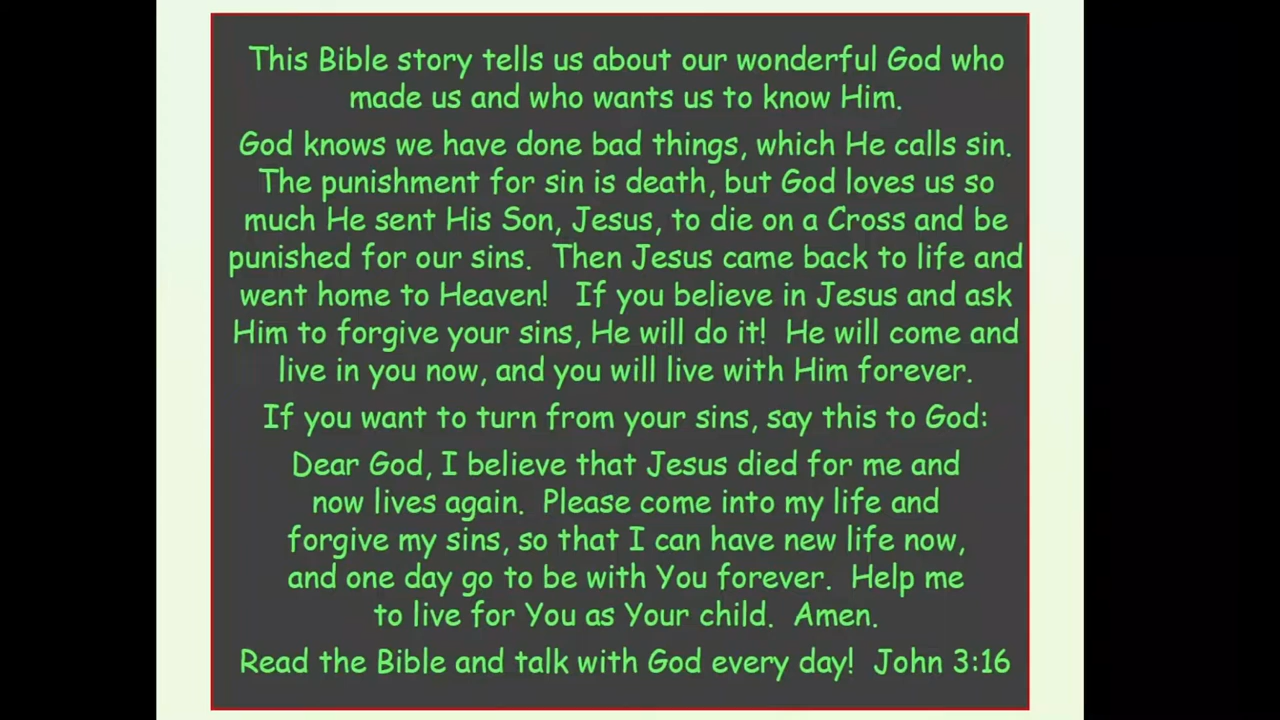 This Bible story tells us about our wonderful God who
made us and who wants us to know Him.
God knows we have done bad things, which He calls sin.
The punishment for sin is death, but God loves us so
much He sent His Son, Jesus, to die on a Cross and be
punished for our sins.  Then Jesus came back to life and
went home to Heaven!   If you believe in Jesus and ask
Him to forgive your sins, He will do it!  He will come and
live in you now, and you will live with Him forever.
If you want to turn from your sins, say this to God:
Dear God, I believe that Jesus died for me and
now lives again.  Please come into my life and
forgive my sins, so that I can have new life now,
and one day go to be with You forever.  Help me
to live for You as Your child.  Amen.
Read the Bible and talk with God every day!  John 3:16